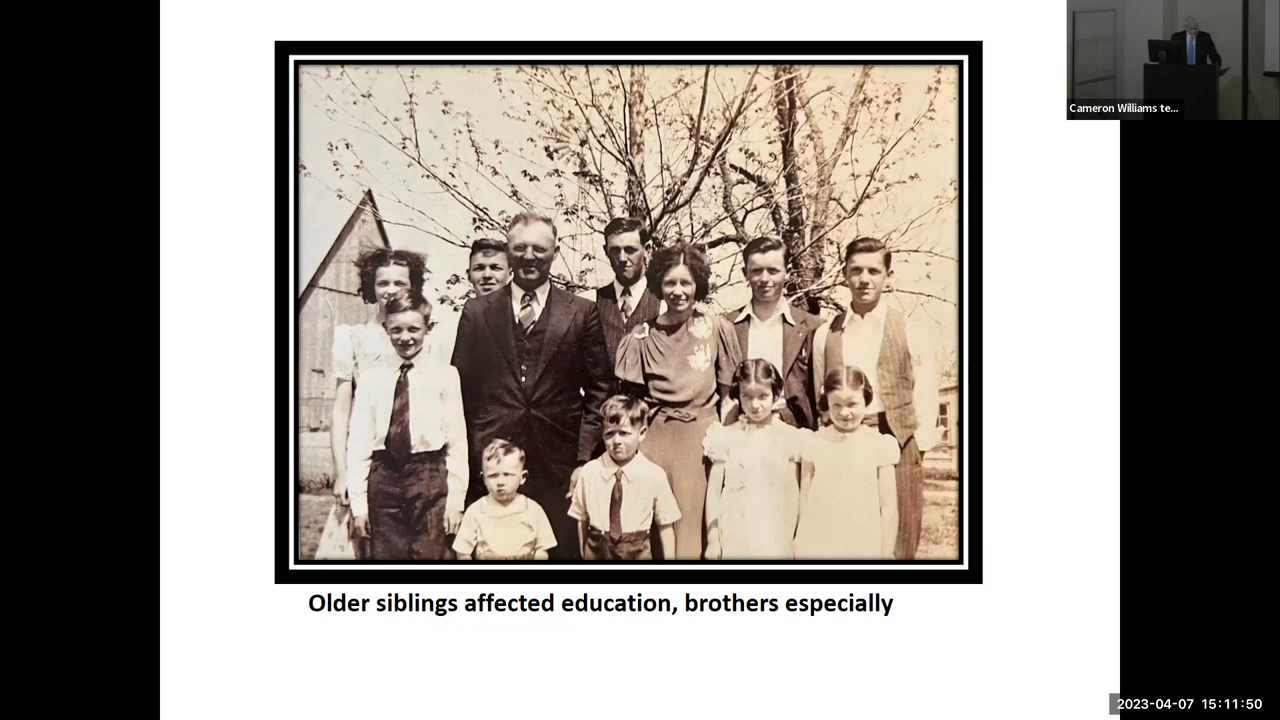 Cameron Williams te...
Older siblings affected education, brothers especially
2023-04-07 15:11:50